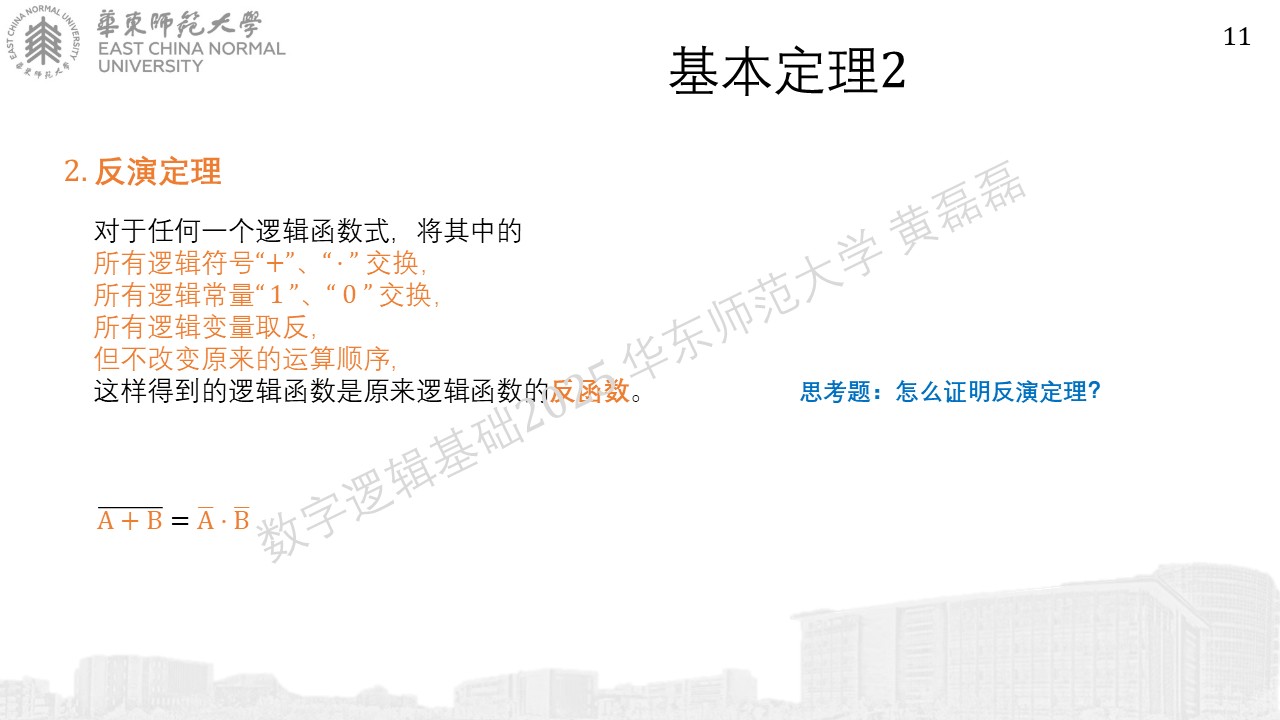 華東師範大學
EAST CHINA NORMAL
UNIVERSITY
EAST CHINA NORMAL UNIVERSITY
華東师范大学
11
基本定理2
2. 反演定理
对于任何一个逻辑函数式，将其中的
所有逻辑符号“+”、“·” 交换，
所有逻辑常量“ 1 ”、“ 0 ” 交换，
所有逻辑变量取反，
但不改变原来的运算顺序，
这样得到的逻辑函数是原来逻辑函数的反函数。
思考题：怎么证明反演定理？
A̅ ̅+̅ ̅B̅ = A̅ · B̅
数字逻辑基础2025 华东师范大学 黄磊磊